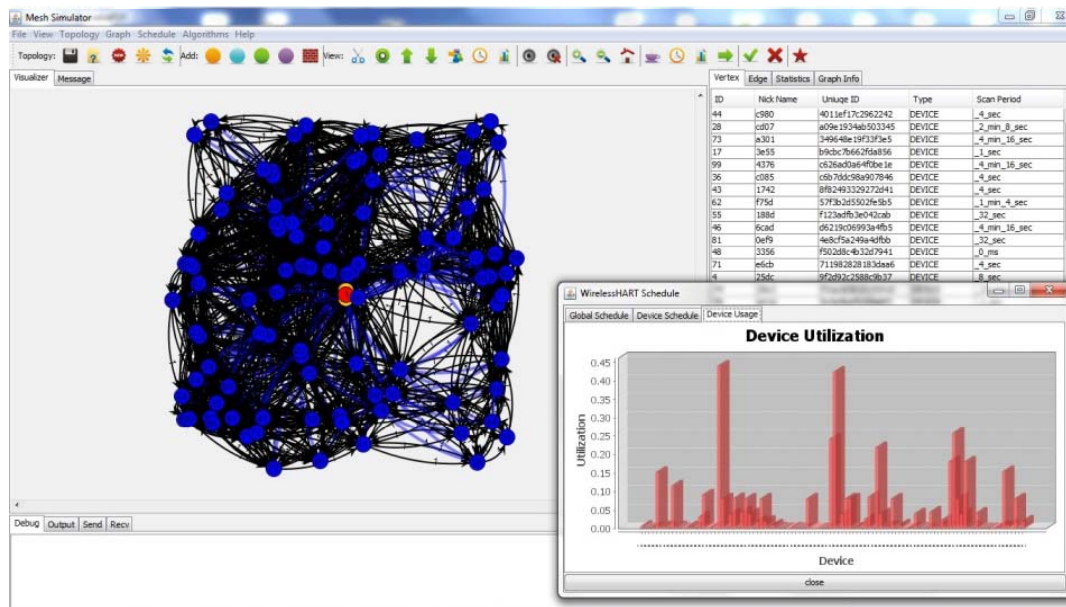 Mesh Simulator
File View Topology Graph Schedule Algorithms Help
Topology: Add: View:
Visualizer Message
Vertex Edge Statistics Graph Info
ID Nick Name Uniuqe ID Type Scan Period
44 c980 4011ef17c2962242 DEVICE _4_sec
28 cd07 a09e1934ab503345 DEVICE _2_min_8_sec
73 a301 349648e19f33f3e5 DEVICE _4_min_16_sec
17 3e55 b9cbc7b662fda856 DEVICE _1_sec
99 4376 c626ad0a64f0be1e DEVICE _4_min_16_sec
36 c085 c6b7ddc98a907846 DEVICE _4_sec
43 1742 8f82493329272d41 DEVICE _4_sec
62 f75d 57f3b2d5502fe5b5 DEVICE _1_min_4_sec
55 188d f123adfb3e042cab DEVICE _32_sec
46 6cad d6219c06993a4fb5 DEVICE _4_min_16_sec
81 0ef9 4e8cf5a249a4dfbb DEVICE _32_sec
48 3356 f502d8c4b32d7941 DEVICE _0_ms
71 e6cb 711982828183daa6 DEVICE _4_sec
4 25dc 9f2d92c2588c9b37 DEVICE _8_sec
WirelessHART Schedule
Global Schedule Device Schedule Device Usage
Device Utilization
Utilization
0.45
0.40
0.35
0.30
0.25
0.20
0.15
0.10
0.05
0.00
Device
close
Debug Output Send Recv